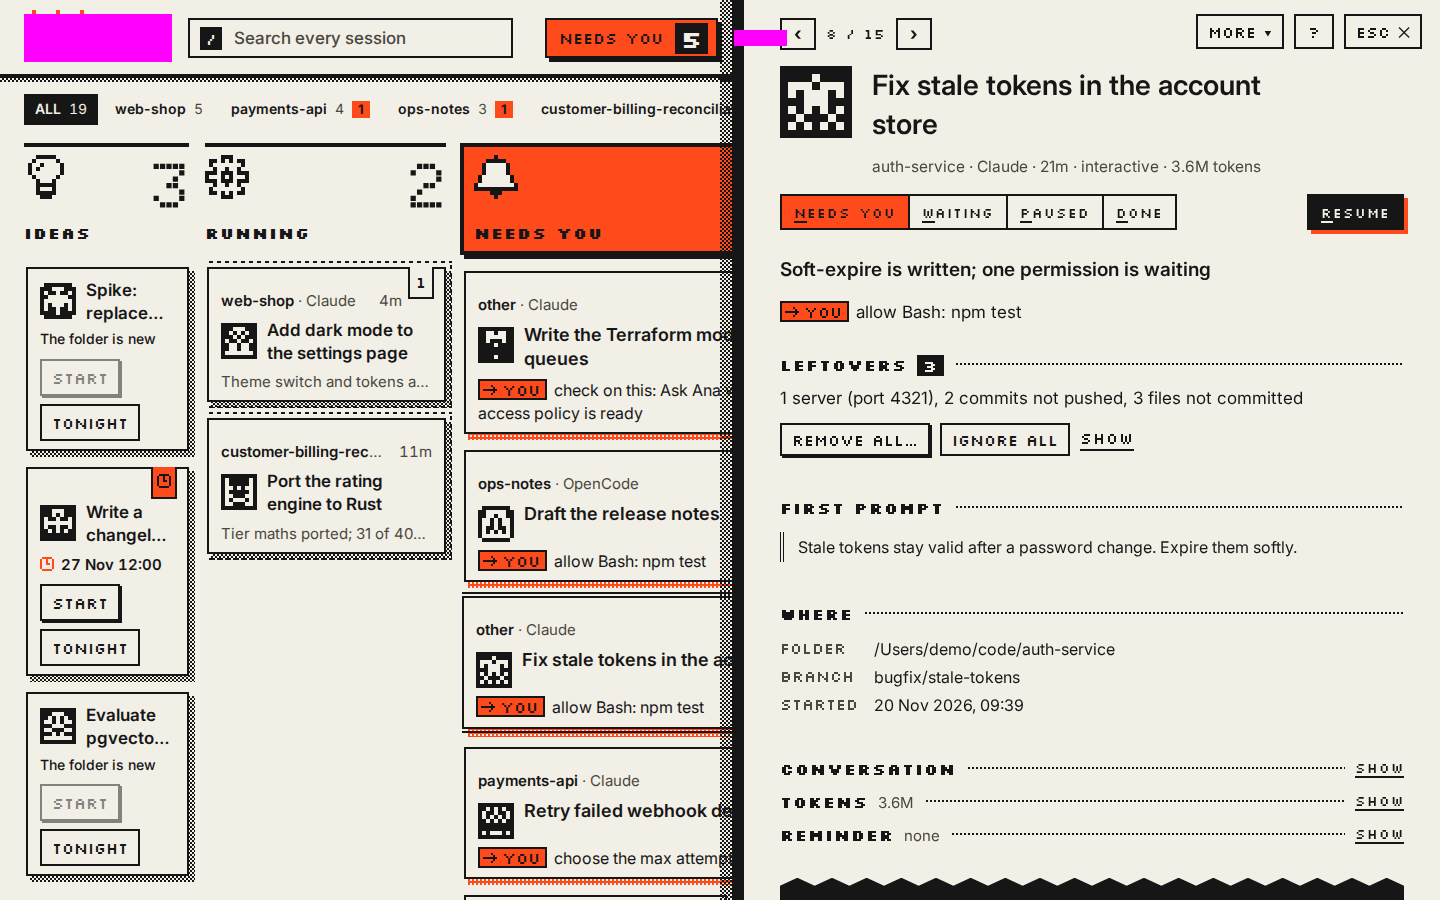 / Search every session
NEEDS YOU 5
ALL 19 web-shop 5 payments-api 4 1 ops-notes 3 1
3
IDEAS
Spike:
replace...
The folder is new
START
TONIGHT
Write a
changel...
27 Nov 12:00
START
TONIGHT
Evaluate
pgvecto...
The folder is new
START
TONIGHT
2
RUNNING
1
web-shop · Claude 4m
Add dark mode to
the settings page
Theme switch and tokens a...
customer-billing-rec... 11m
Port the rating
engine to Rust
Tier maths ported; 31 of 40...
NEEDS YOU
other · Claude
Write the Terraform
queues
→ YOU check on this: Ask Ana
access policy is ready
ops-notes · OpenCode
Draft the release notes
→ YOU allow Bash: npm test
other · Claude
Fix stale tokens in the
→ YOU allow Bash: npm test
payments-api · Claude
Retry failed webhook
→ YOU choose the max
‹ 8 / 15 ›
MORE ▾ ? ESC ×
Fix stale tokens in the account
store
auth-service · Claude · 21m · interactive · 3.6M tokens
NEEDS YOU WAITING PAUSED DONE RESUME
Soft-expire is written; one permission is waiting
→ YOU allow Bash: npm test
LEFTOVERS 3
1 server (port 4321), 2 commits not pushed, 3 files not committed
REMOVE ALL… IGNORE ALL SHOW
FIRST PROMPT
Stale tokens stay valid after a password change. Expire them softly.
WHERE
FOLDER /Users/demo/code/auth-service
BRANCH bugfix/stale-tokens
STARTED 20 Nov 2026, 09:39
CONVERSATION SHOW
TOKENS 3.6M SHOW
REMINDER none SHOW